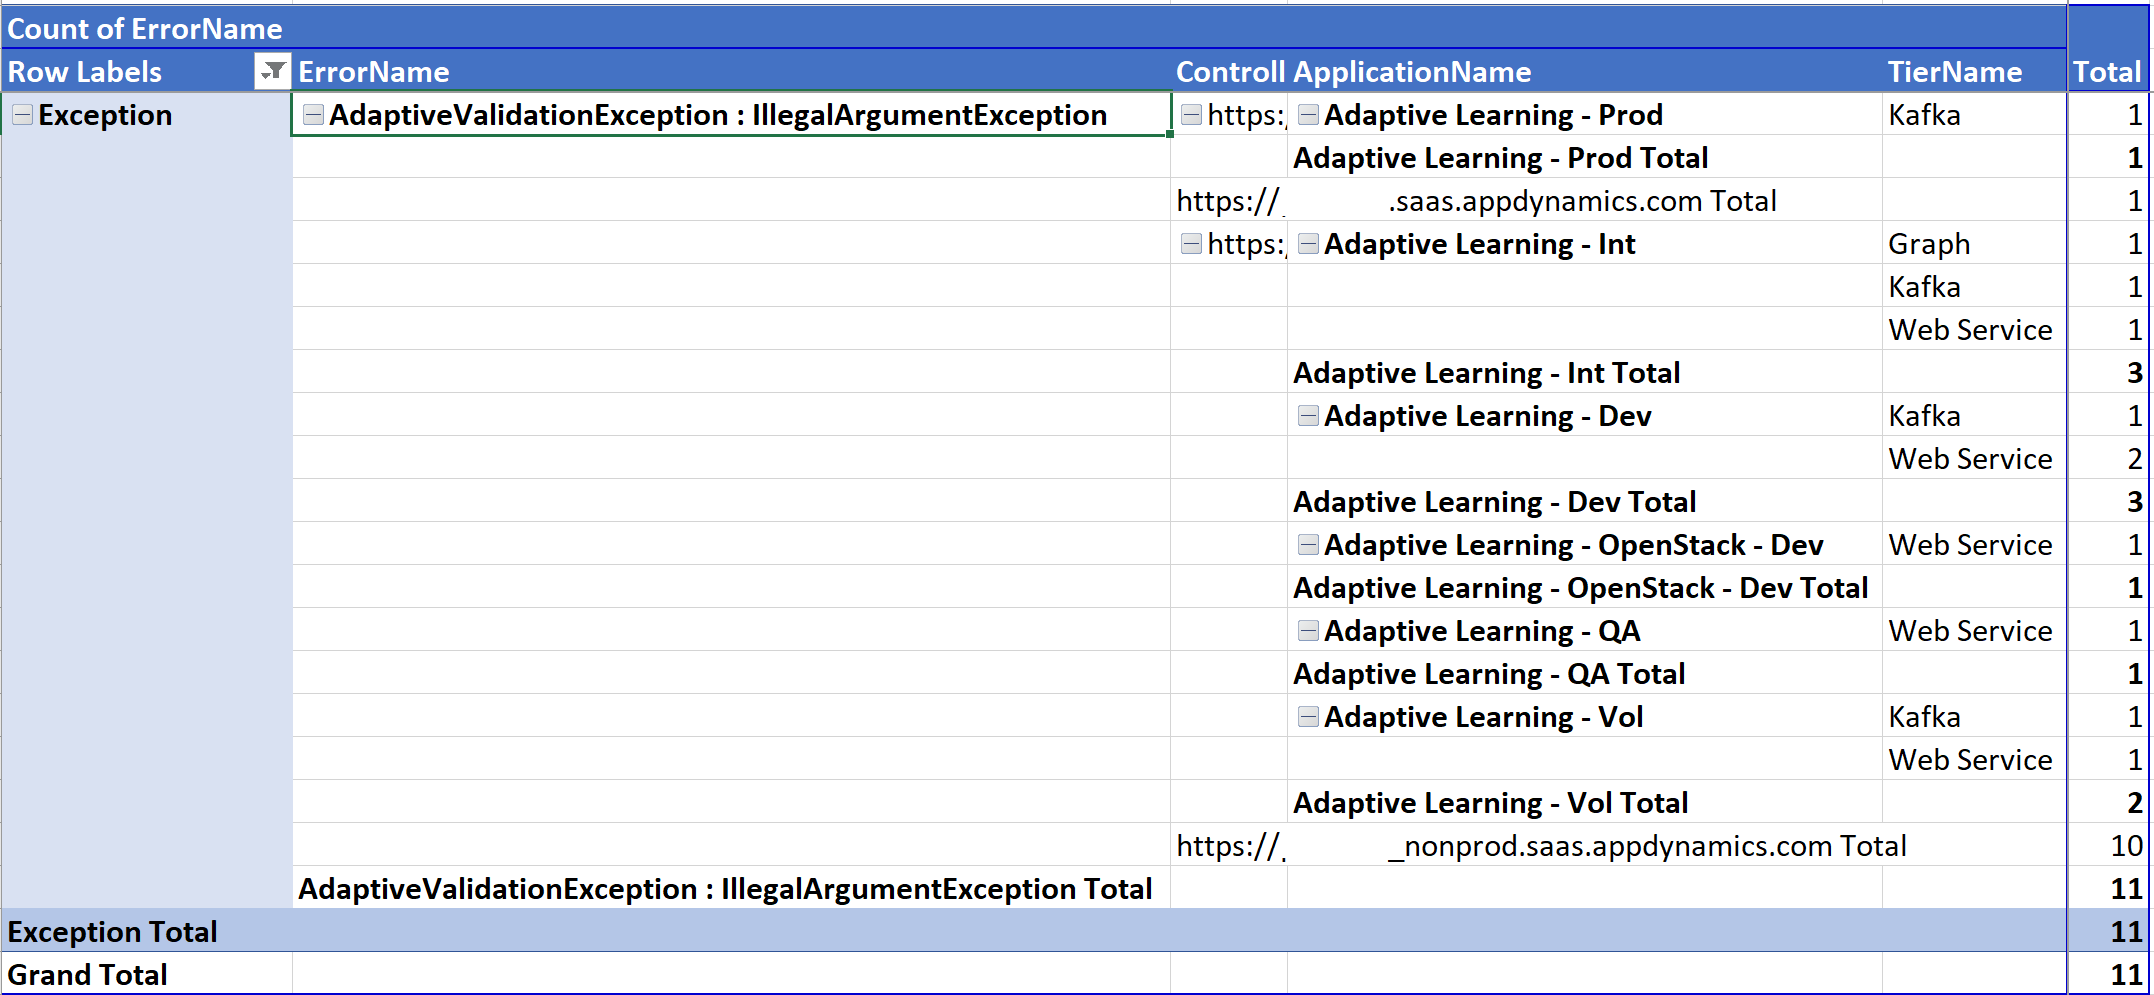 Count of ErrorName
Row Labels ErrorName Controll ApplicationName TierName Total
Exception AdaptiveValidationException : IllegalArgumentException https:/ Adaptive Learning - Prod Kafka 1
Adaptive Learning - Prod Total 1
https:// .saas.appdynamics.com Total 1
https:/ Adaptive Learning - Int Graph 1
Kafka 1
Web Service 1
Adaptive Learning - Int Total 3
Adaptive Learning - Dev Kafka 1
Web Service 2
Adaptive Learning - Dev Total 3
Adaptive Learning - OpenStack - Dev Web Service 1
Adaptive Learning - OpenStack - Dev Total 1
Adaptive Learning - QA Web Service 1
Adaptive Learning - QA Total 1
Adaptive Learning - Vol Kafka 1
Web Service 1
Adaptive Learning - Vol Total 2
https:// _nonprod.saas.appdynamics.com Total 10
AdaptiveValidationException : IllegalArgumentException Total 11
Exception Total 11
Grand Total 11